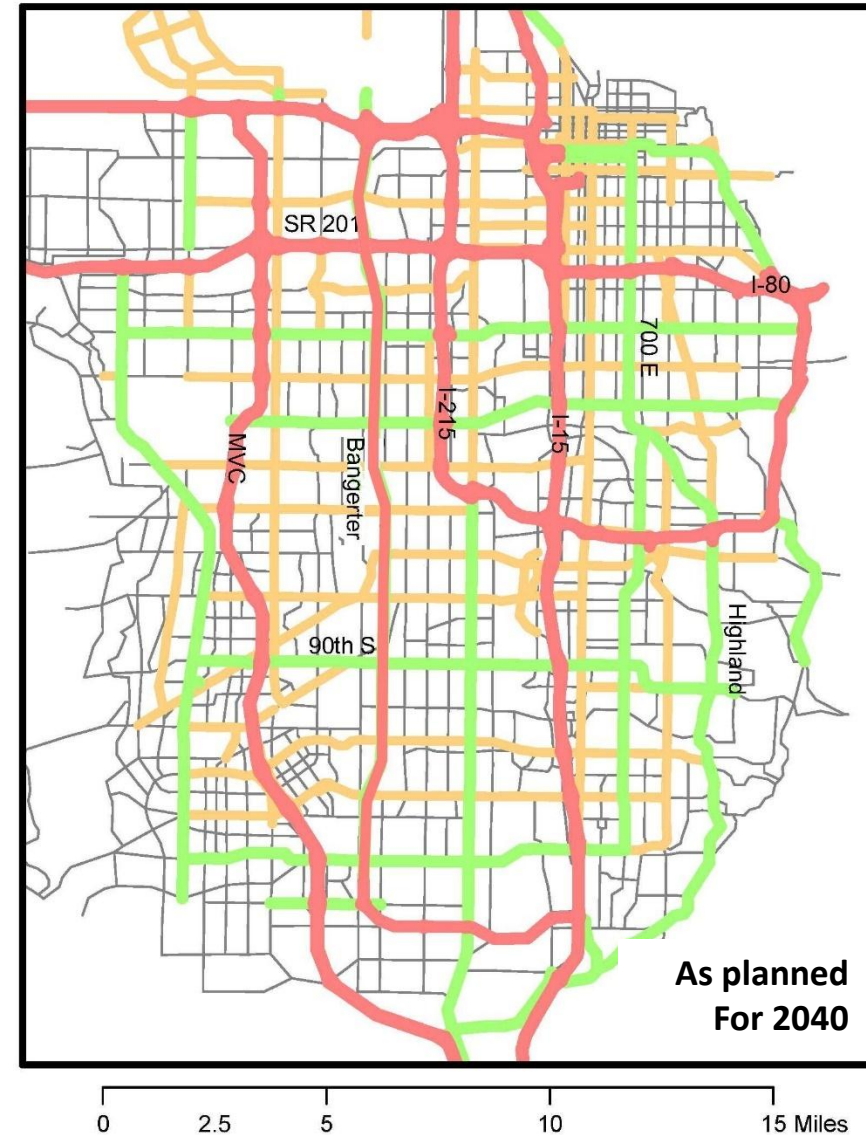 SR 201
I-80
700 E
I-215
I-15
MVC
Bangerter
Highland
90th S
As planned
For 2040
0 2.5 5 10 15 Miles